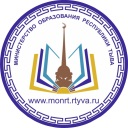 МИНИСТЕРСТВО ОБРАЗОВАНИЯ РЕСПУБЛИКИ ТЫВА
www.monrt.rtyva.ru